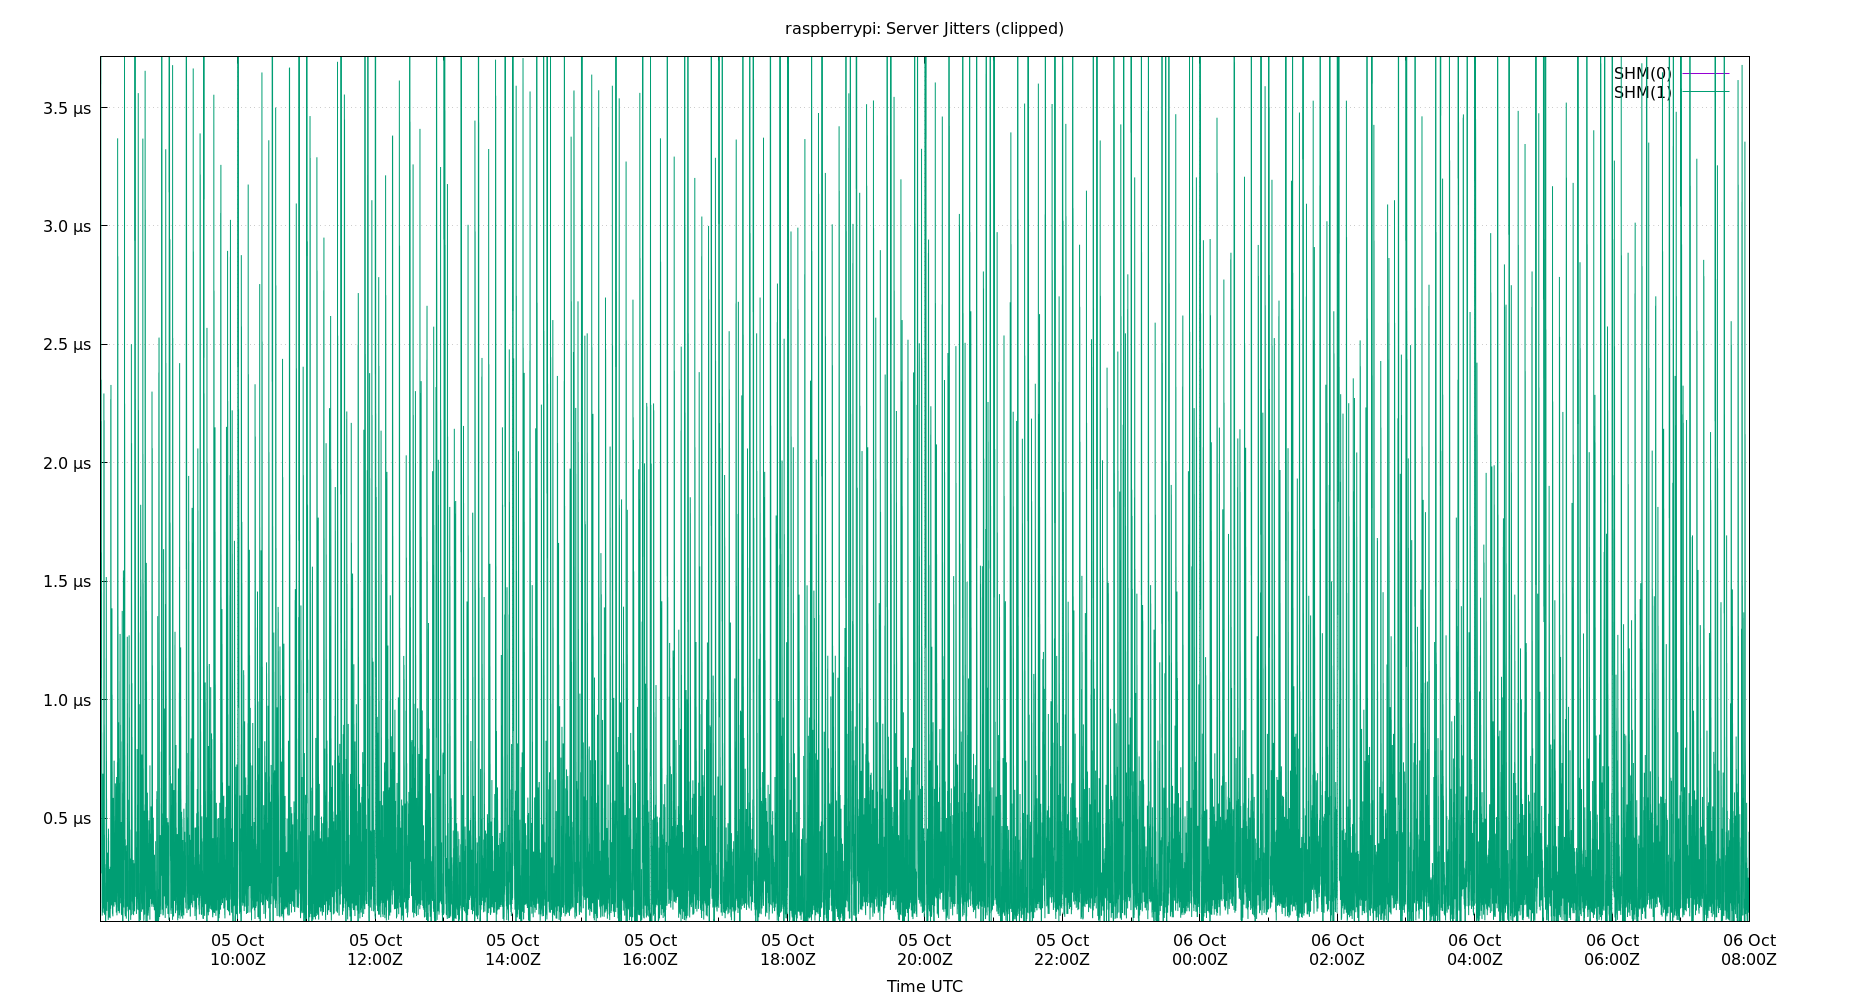 raspberrypi: Server Jitters (clipped)
SHM(0)
SHM(1)
3.5 µs
3.0 µs
2.5 µs
2.0 µs
1.5 µs
1.0 µs
0.5 µs
05 Oct 05 Oct 05 Oct 05 Oct 05 Oct 05 Oct 05 Oct 06 Oct 06 Oct 06 Oct 06 Oct 06 Oct
10:00Z 12:00Z 14:00Z 16:00Z 18:00Z 20:00Z 22:00Z 00:00Z 02:00Z 04:00Z 06:00Z 08:00Z
Time UTC